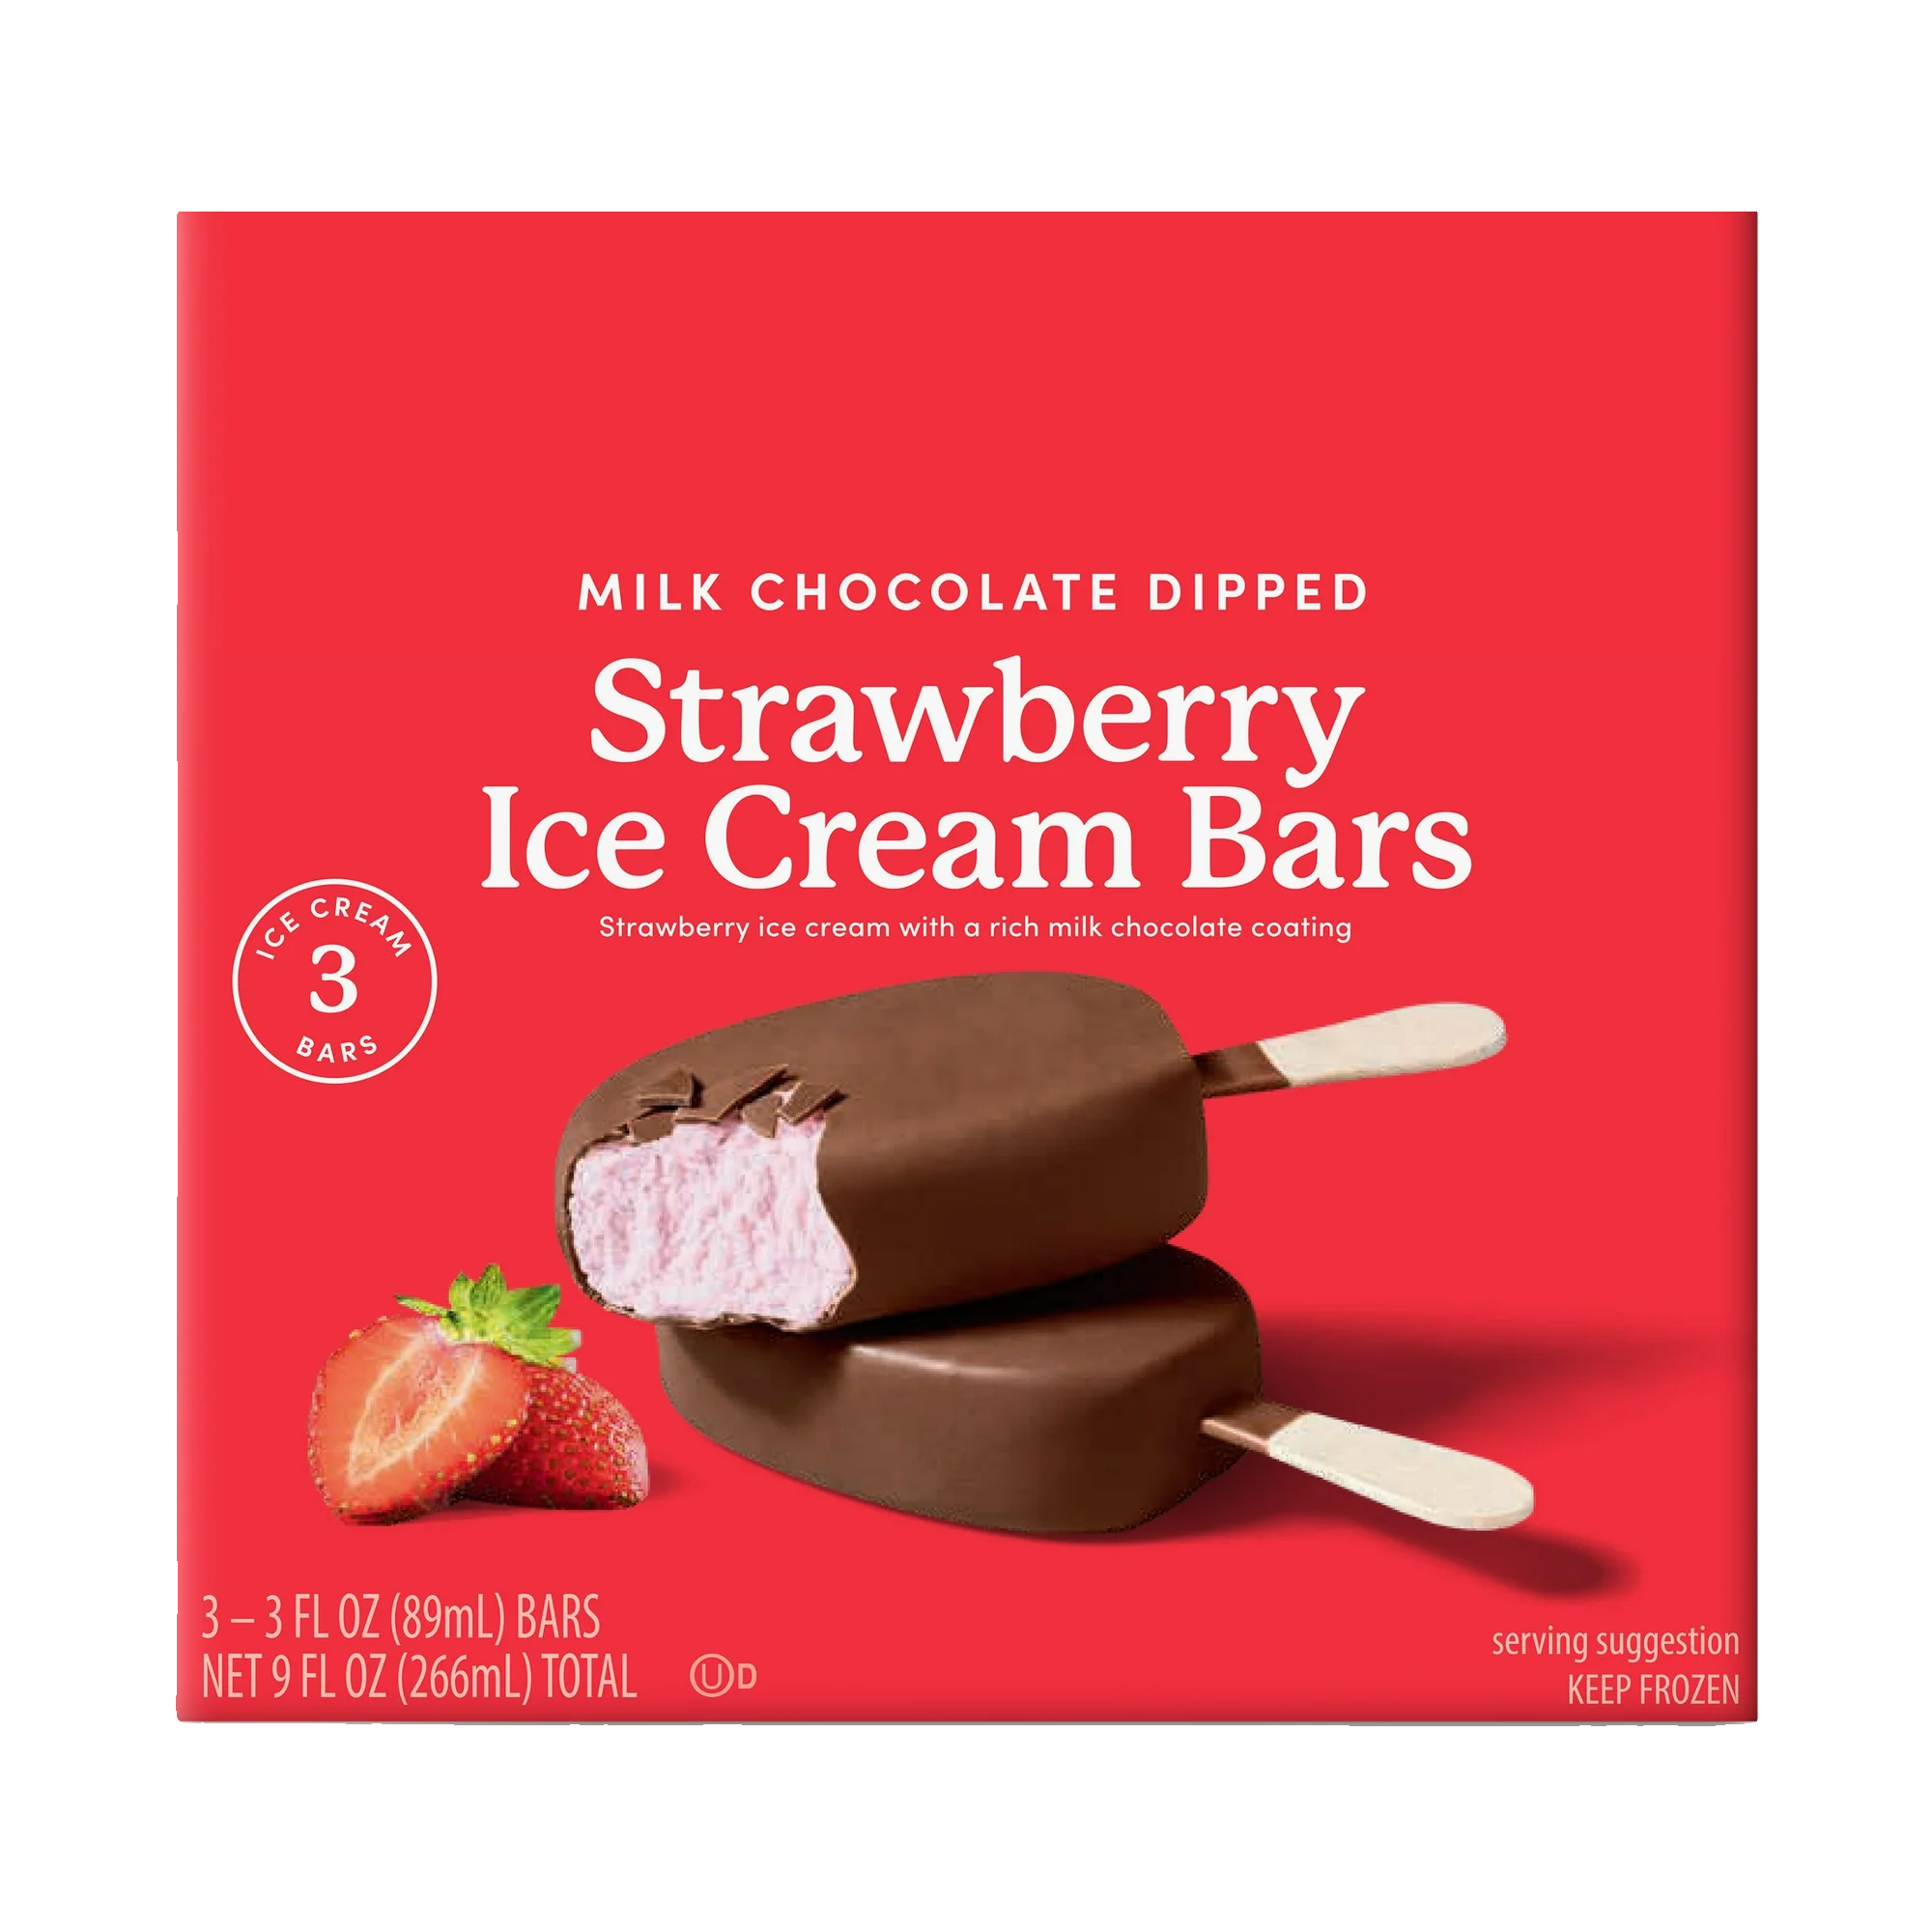 MILK CHOCOLATE DIPPED
Strawberry
Ice Cream Bars
Strawberry ice cream with a rich milk chocolate coating
ICE CREAM
3
BARS
3 – 3 FL OZ (89mL) BARS
NET 9 FL OZ (266mL) TOTAL
UD
serving suggestion
KEEP FROZEN